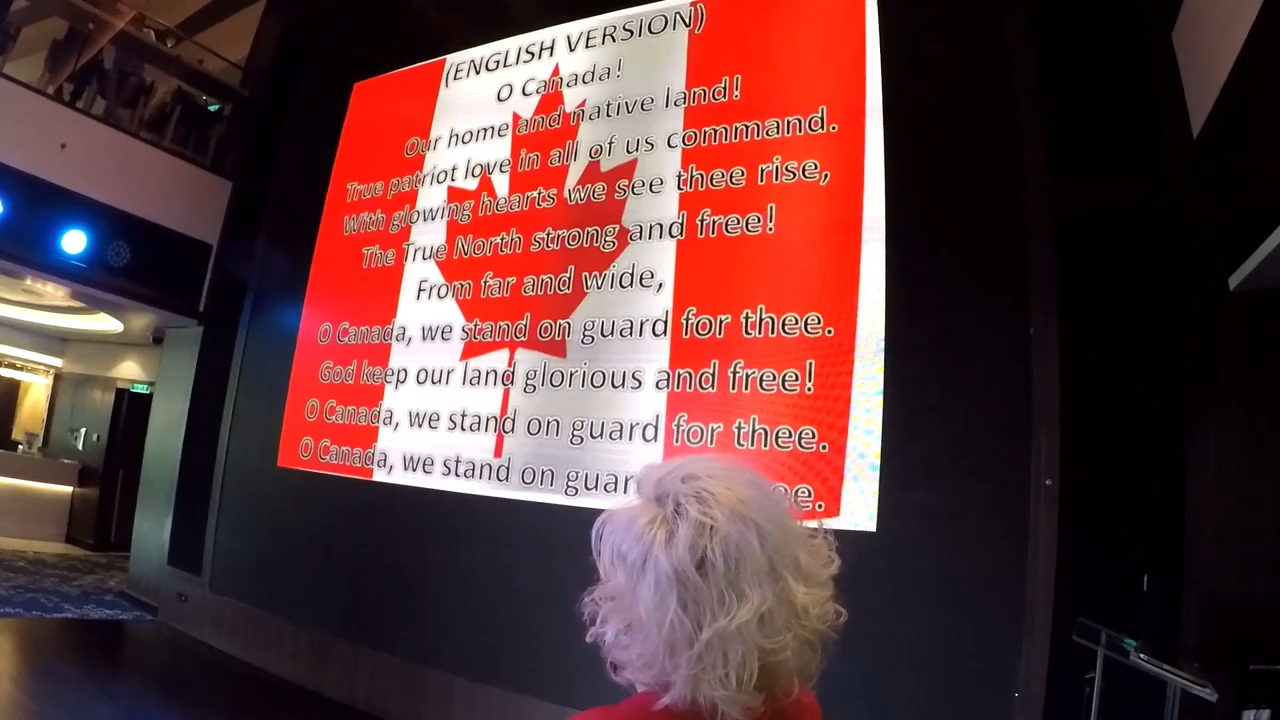 (ENGLISH VERSION)
O Canada!
Our home and native land!
True patriot love in all of us command.
With glowing hearts we see thee rise,
The True North strong and free!
From far and wide,
O Canada, we stand on guard for thee.
God keep our land glorious and free!
O Canada, we stand on guard for thee.
O Canada, we stand on